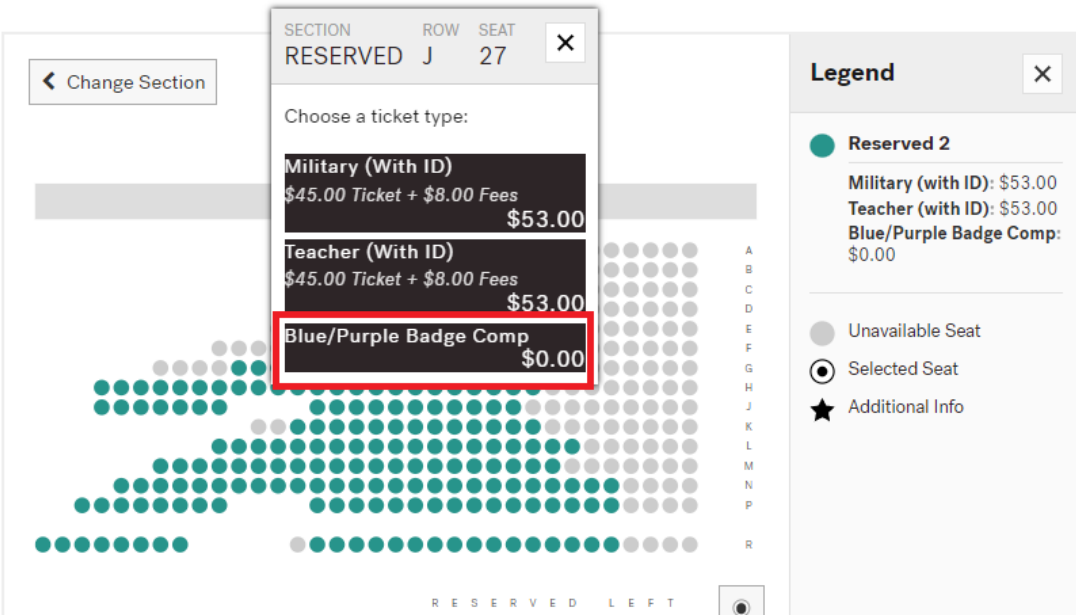 SECTION ROW SEAT
RESERVED J 27
Change Section
Choose a ticket type:
Military (With ID)
$45.00 Ticket + $8.00 Fees
$53.00
Teacher (With ID)
$45.00 Ticket + $8.00 Fees
$53.00
Blue/Purple Badge Comp
$0.00
A
B
C
D
E
F
G
H
J
K
L
M
N
P
R
RESERVED LEFT
Legend
Reserved 2
Military (with ID): $53.00
Teacher (with ID): $53.00
Blue/Purple Badge Comp:
$0.00
Unavailable Seat
Selected Seat
Additional Info